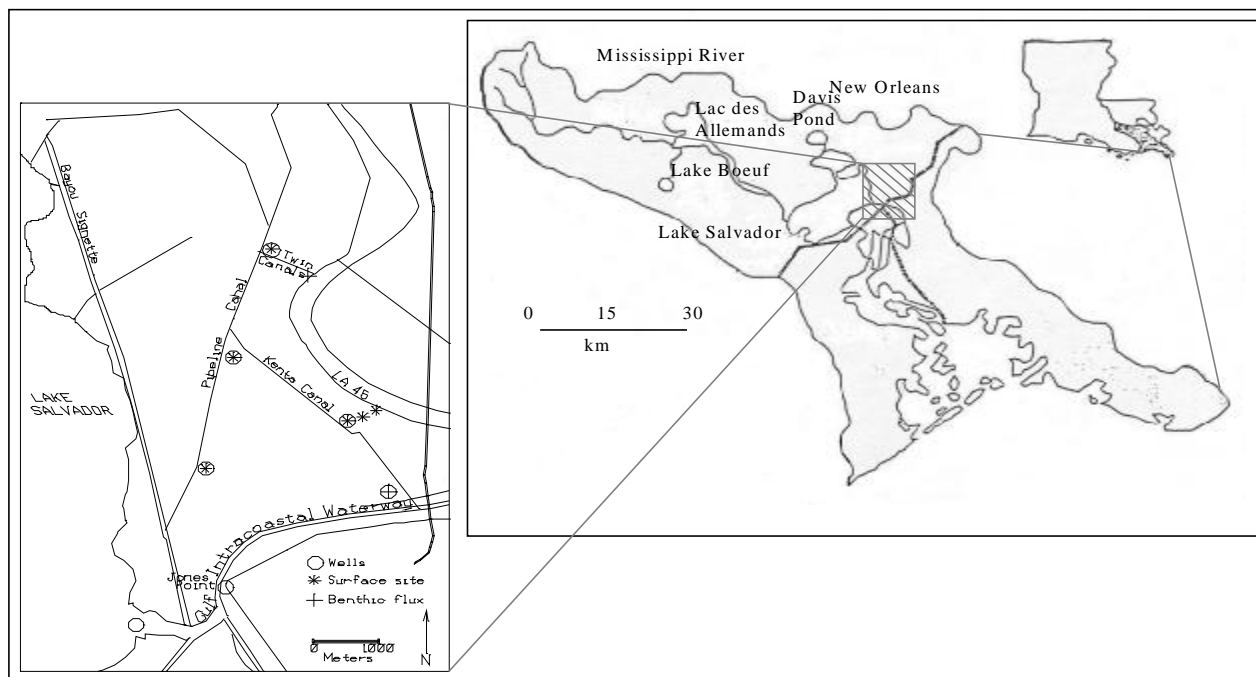 Mississippi River
New Orleans
Davis
Pond
Lac des
Allemands
Lake Boeuf
Lake Salvador
0 15 30
km
Bayou Signette
Twin
Canals
Pipeline Canal
Kents Canal
LA 45
LAKE
SALVADOR
Gulf Intracoastal Waterway
Jones
Point
Wells
Surface site
Benthic flux
0 1000
Meters
N